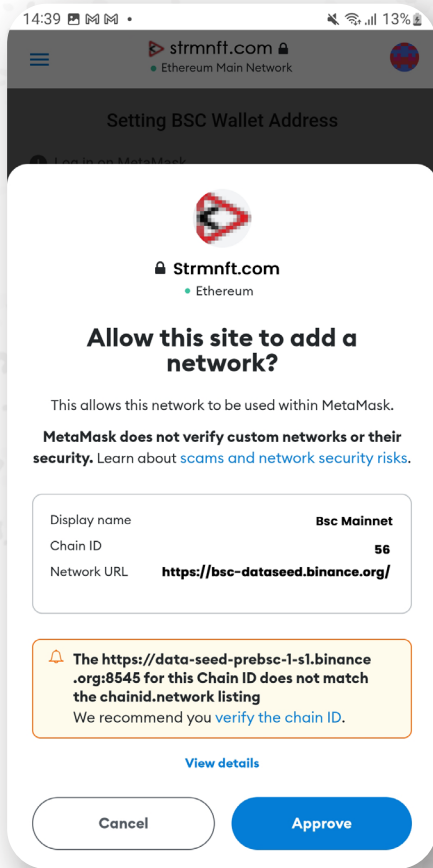 14:39 13%
strmnft.com
Ethereum Main Network
Setting BSC Wallet Address
Log in on MetaMask
Strmnft.com
Ethereum
Allow this site to add a
network?
This allows this network to be used within MetaMask.
MetaMask does not verify custom networks or their
security. Learn about scams and network security risks.
Display name Bsc Mainnet
Chain ID 56
Network URL https://bsc-dataseed.binance.org/
The https://data-seed-prebsc-1-s1.binance
.org:8545 for this Chain ID does not match
the chainid.network listing
We recommend you verify the chain ID.
View details
Cancel Approve